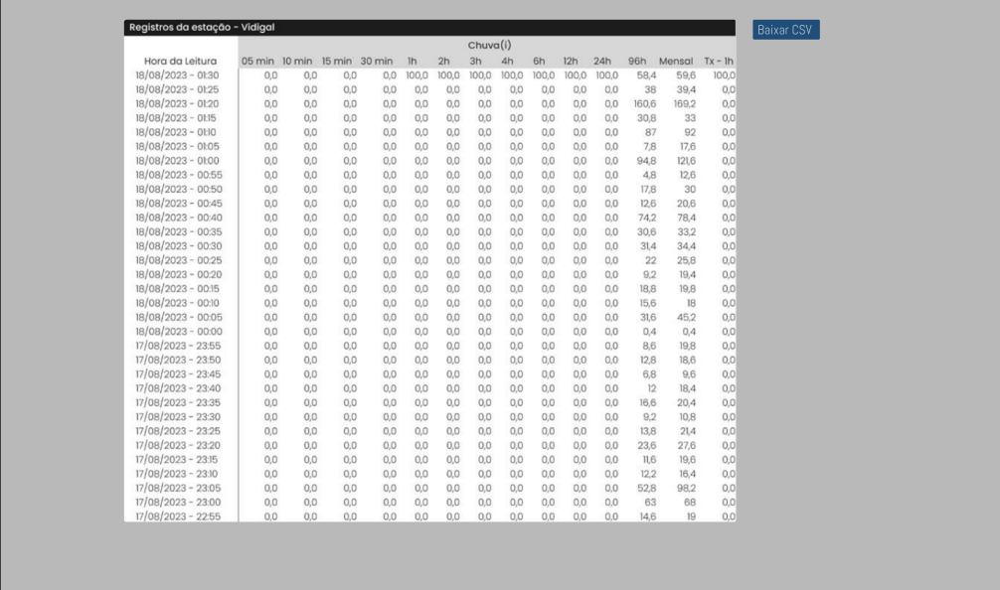 Registros da estação - Vidigal
Baixar CSV
Chuva(i)
Hora da Leitura 05 min 10 min 15 min 30 min 1h 2h 3h 4h 6h 12h 24h 96h Mensal Tx - 1h
18/08/2023 - 01:30 0,0 0,0 0,0 0,0 100,0 100,0 100,0 100,0 100,0 100,0 100,0 58,4 59,6 100,0
18/08/2023 - 01:25 0,0 0,0 0,0 0,0 0,0 0,0 0,0 0,0 0,0 0,0 0,0 38 39,4 0,0
18/08/2023 - 01:20 0,0 0,0 0,0 0,0 0,0 0,0 0,0 0,0 0,0 0,0 0,0 160,6 169,2 0,0
18/08/2023 - 01:15 0,0 0,0 0,0 0,0 0,0 0,0 0,0 0,0 0,0 0,0 0,0 30,8 33 0,0
18/08/2023 - 01:10 0,0 0,0 0,0 0,0 0,0 0,0 0,0 0,0 0,0 0,0 0,0 87 92 0,0
18/08/2023 - 01:05 0,0 0,0 0,0 0,0 0,0 0,0 0,0 0,0 0,0 0,0 0,0 7,8 17,6 0,0
18/08/2023 - 01:00 0,0 0,0 0,0 0,0 0,0 0,0 0,0 0,0 0,0 0,0 0,0 94,8 121,6 0,0
18/08/2023 - 00:55 0,0 0,0 0,0 0,0 0,0 0,0 0,0 0,0 0,0 0,0 0,0 4,8 12,6 0,0
18/08/2023 - 00:50 0,0 0,0 0,0 0,0 0,0 0,0 0,0 0,0 0,0 0,0 0,0 17,8 30 0,0
18/08/2023 - 00:45 0,0 0,0 0,0 0,0 0,0 0,0 0,0 0,0 0,0 0,0 0,0 12,6 20,6 0,0
18/08/2023 - 00:40 0,0 0,0 0,0 0,0 0,0 0,0 0,0 0,0 0,0 0,0 0,0 74,2 78,4 0,0
18/08/2023 - 00:35 0,0 0,0 0,0 0,0 0,0 0,0 0,0 0,0 0,0 0,0 0,0 30,6 33,2 0,0
18/08/2023 - 00:30 0,0 0,0 0,0 0,0 0,0 0,0 0,0 0,0 0,0 0,0 0,0 31,4 34,4 0,0
18/08/2023 - 00:25 0,0 0,0 0,0 0,0 0,0 0,0 0,0 0,0 0,0 0,0 0,0 22 25,8 0,0
18/08/2023 - 00:20 0,0 0,0 0,0 0,0 0,0 0,0 0,0 0,0 0,0 0,0 0,0 9,2 19,4 0,0
18/08/2023 - 00:15 0,0 0,0 0,0 0,0 0,0 0,0 0,0 0,0 0,0 0,0 0,0 18,8 19,8 0,0
18/08/2023 - 00:10 0,0 0,0 0,0 0,0 0,0 0,0 0,0 0,0 0,0 0,0 0,0 15,6 18 0,0
18/08/2023 - 00:05 0,0 0,0 0,0 0,0 0,0 0,0 0,0 0,0 0,0 0,0 0,0 31,6 45,2 0,0
18/08/2023 - 00:00 0,0 0,0 0,0 0,0 0,0 0,0 0,0 0,0 0,0 0,0 0,0 0,4 0,4 0,0
17/08/2023 - 23:55 0,0 0,0 0,0 0,0 0,0 0,0 0,0 0,0 0,0 0,0 0,0 8,6 19,8 0,0
17/08/2023 - 23:50 0,0 0,0 0,0 0,0 0,0 0,0 0,0 0,0 0,0 0,0 0,0 12,8 18,6 0,0
17/08/2023 - 23:45 0,0 0,0 0,0 0,0 0,0 0,0 0,0 0,0 0,0 0,0 0,0 6,8 9,6 0,0
17/08/2023 - 23:40 0,0 0,0 0,0 0,0 0,0 0,0 0,0 0,0 0,0 0,0 0,0 12 18,4 0,0
17/08/2023 - 23:35 0,0 0,0 0,0 0,0 0,0 0,0 0,0 0,0 0,0 0,0 0,0 16,6 20,4 0,0
17/08/2023 - 23:30 0,0 0,0 0,0 0,0 0,0 0,0 0,0 0,0 0,0 0,0 0,0 9,2 10,8 0,0
17/08/2023 - 23:25 0,0 0,0 0,0 0,0 0,0 0,0 0,0 0,0 0,0 0,0 0,0 13,8 21,4 0,0
17/08/2023 - 23:20 0,0 0,0 0,0 0,0 0,0 0,0 0,0 0,0 0,0 0,0 0,0 23,6 27,6 0,0
17/08/2023 - 23:15 0,0 0,0 0,0 0,0 0,0 0,0 0,0 0,0 0,0 0,0 0,0 11,6 19,6 0,0
17/08/2023 - 23:10 0,0 0,0 0,0 0,0 0,0 0,0 0,0 0,0 0,0 0,0 0,0 12,2 16,4 0,0
17/08/2023 - 23:05 0,0 0,0 0,0 0,0 0,0 0,0 0,0 0,0 0,0 0,0 0,0 52,8 98,2 0,0
17/08/2023 - 23:00 0,0 0,0 0,0 0,0 0,0 0,0 0,0 0,0 0,0 0,0 0,0 63 68 0,0
17/08/2023 - 22:55 0,0 0,0 0,0 0,0 0,0 0,0 0,0 0,0 0,0 0,0 0,0 14,6 19 0,0